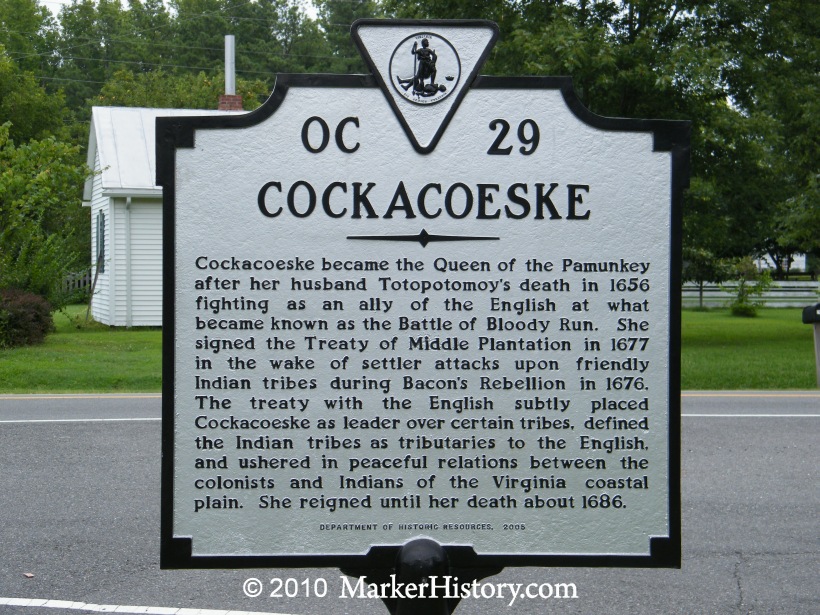 OC 29
COCKACOESKE
Cockacoeske became the Queen of the Pamunkey
after her husband Totopotomoy's death in 1656
fighting as an ally of the English at what
became known as the Battle of Bloody Run. She
signed the Treaty of Middle Plantation in 1677
in the wake of settler attacks upon friendly
Indian tribes during Bacon's Rebellion in 1676.
The treaty with the English subtly placed
Cockacoeske as leader over certain tribes, defined
the Indian tribes as tributaries to the English,
and ushered in peaceful relations between the
colonists and Indians of the Virginia coastal
plain. She reigned until her death about 1686.
DEPARTMENT OF HISTORIC RESOURCES, 2005
© 2010 MarkerHistory.com